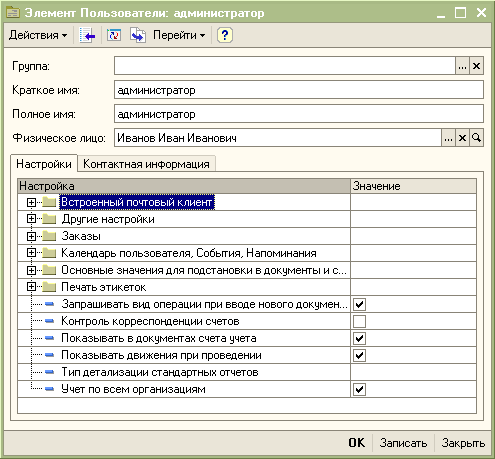 Элемент Пользователи: администратор
Действия Перейти
Группа:
Краткое имя: администратор
Полное имя: администратор
Физическое лицо: Иванов Иван Иванович
Настройки Контактная информация
Настройка Значение
Встроенный почтовый клиент
Другие настройки
Заказы
Календарь пользователя, События, Напоминания
Основные значения для подстановки в документы и с...
Печать этикеток
Запрашивать вид операции при вводе нового докумен...
Контроль корреспонденции счетов
Показывать в документах счета учета
Показывать движения при проведении
Тип детализации стандартных отчетов
Учет по всем организациям
OK Записать Закрыть